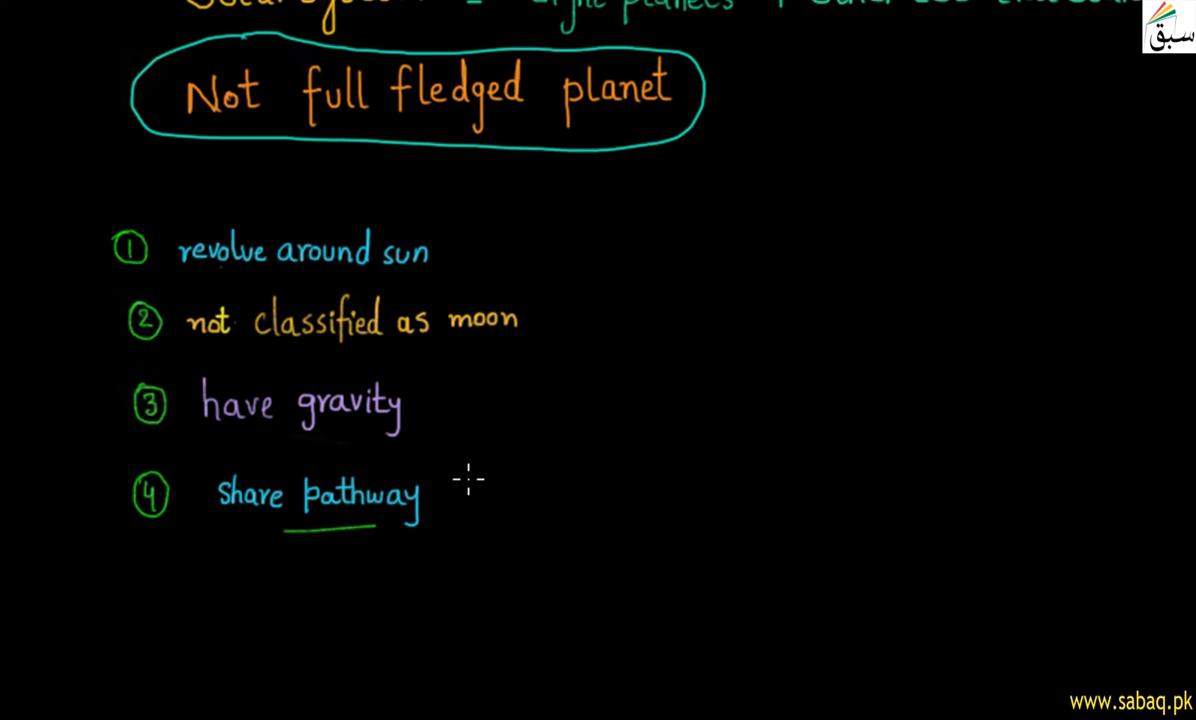 planets +
سبق
Not full fledged planet
① revolve around sun
② not classified as moon
③ have gravity
④ share pathway
www.sabaq.pk